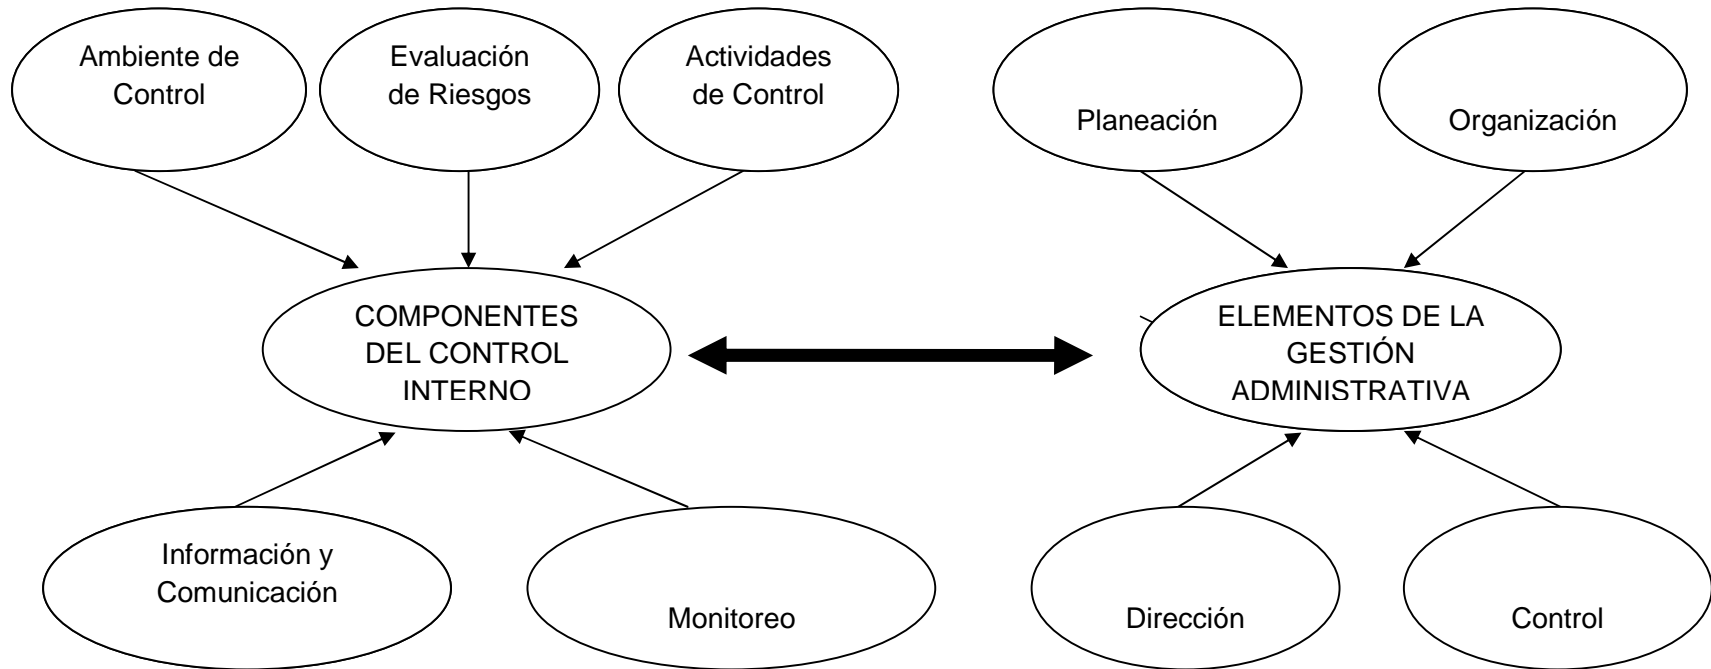 Ambiente de
Control
Evaluación
de Riesgos
Actividades
de Control
Planeación
Organización
COMPONENTES
DEL CONTROL
INTERNO
ELEMENTOS DE LA
GESTIÓN
ADMINISTRATIVA
Información y
Comunicación
Monitoreo
Dirección
Control